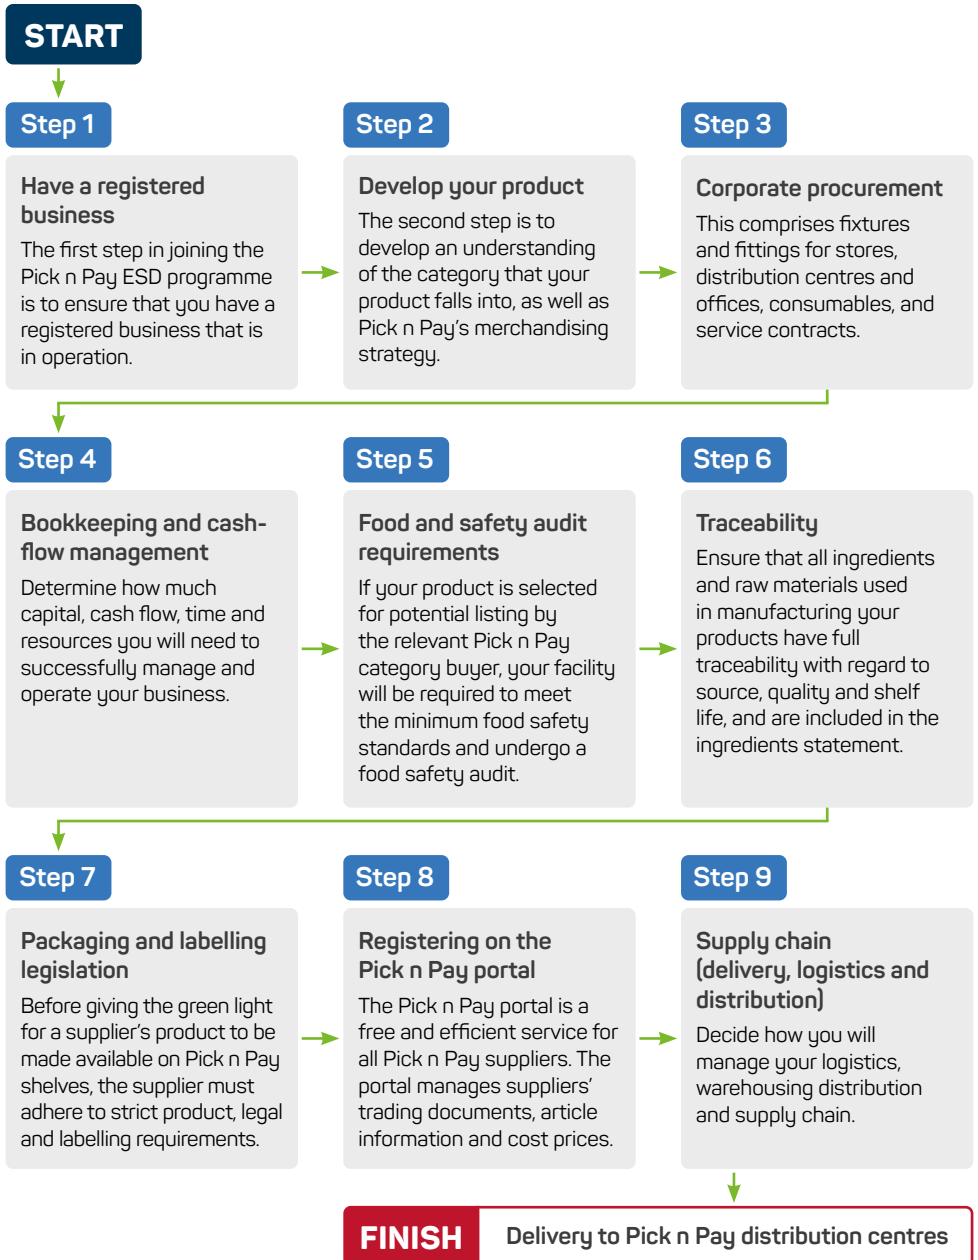 START
Step 1
Have a registered
business
The first step in joining the
Pick n Pay ESD programme
is to ensure that you have a
registered business that is
in operation.
Step 2
Develop your product
The second step is to
develop an understanding
of the category that your
product falls into, as well as
Pick n Pay's merchandising
strategy.
Step 3
Corporate procurement
This comprises fixtures
and fittings for stores,
distribution centres and
offices, consumables, and
service contracts.
Step 4
Bookkeeping and cash-
flow management
Determine how much
capital, cash flow, time and
resources you will need to
successfully manage and
operate your business.
Step 5
Food and safety audit
requirements
If your product is selected
for potential listing by
the relevant Pick n Pay
category buyer, your facility
will be required to meet
the minimum food safety
standards and undergo a
food safety audit.
Step 6
Traceability
Ensure that all ingredients
and raw materials used
in manufacturing your
products have full
traceability with regard to
source, quality and shelf
life, and are included in the
ingredients statement.
Step 7
Packaging and labelling
legislation
Before giving the green light
for a supplier's product to be
made available on Pick n Pay
shelves, the supplier must
adhere to strict product, legal
and labelling requirements.
Step 8
Registering on the
Pick n Pay portal
The Pick n Pay portal is a
free and efficient service for
all Pick n Pay suppliers. The
portal manages suppliers'
trading documents, article
information and cost prices.
Step 9
Supply chain
(delivery, logistics and
distribution)
Decide how you will
manage your logistics,
warehousing distribution
and supply chain.
FINISH Delivery to Pick n Pay distribution centres